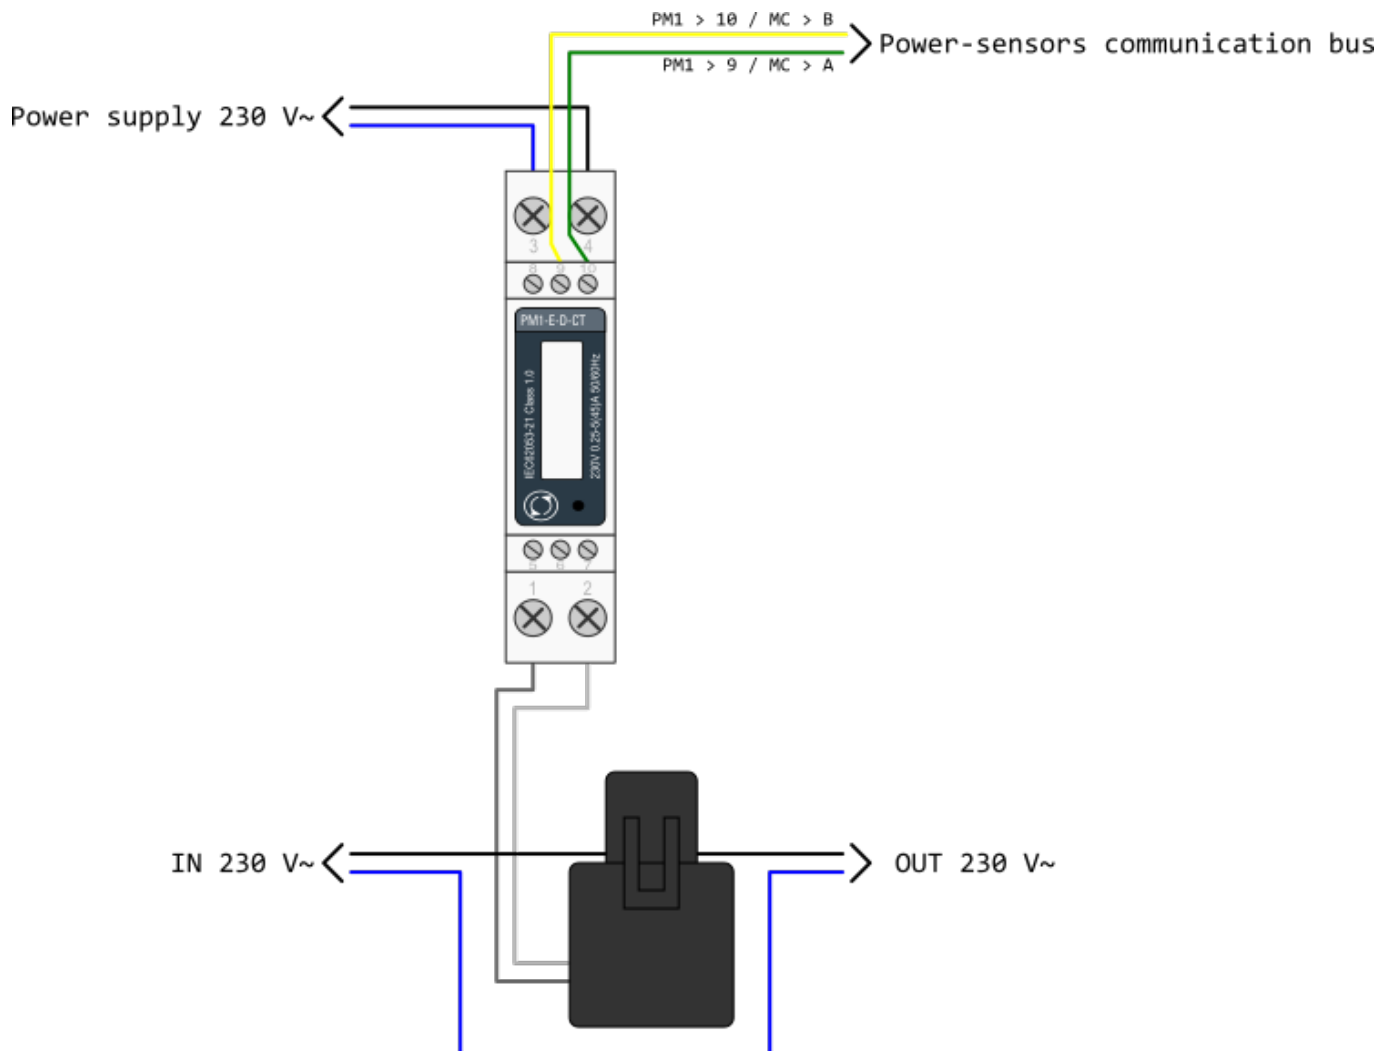 PM1 > 10 / MC > B
Power-sensors communication bus
PM1 > 9 / MC > A
Power supply 230 V~
3
4
8 9 10
PM1-E-D-CT
IEC62053-21 Class 1.0
230V 0.25-5(45)A 50/60Hz
5 6 7
1
2
IN 230 V~
OUT 230 V~